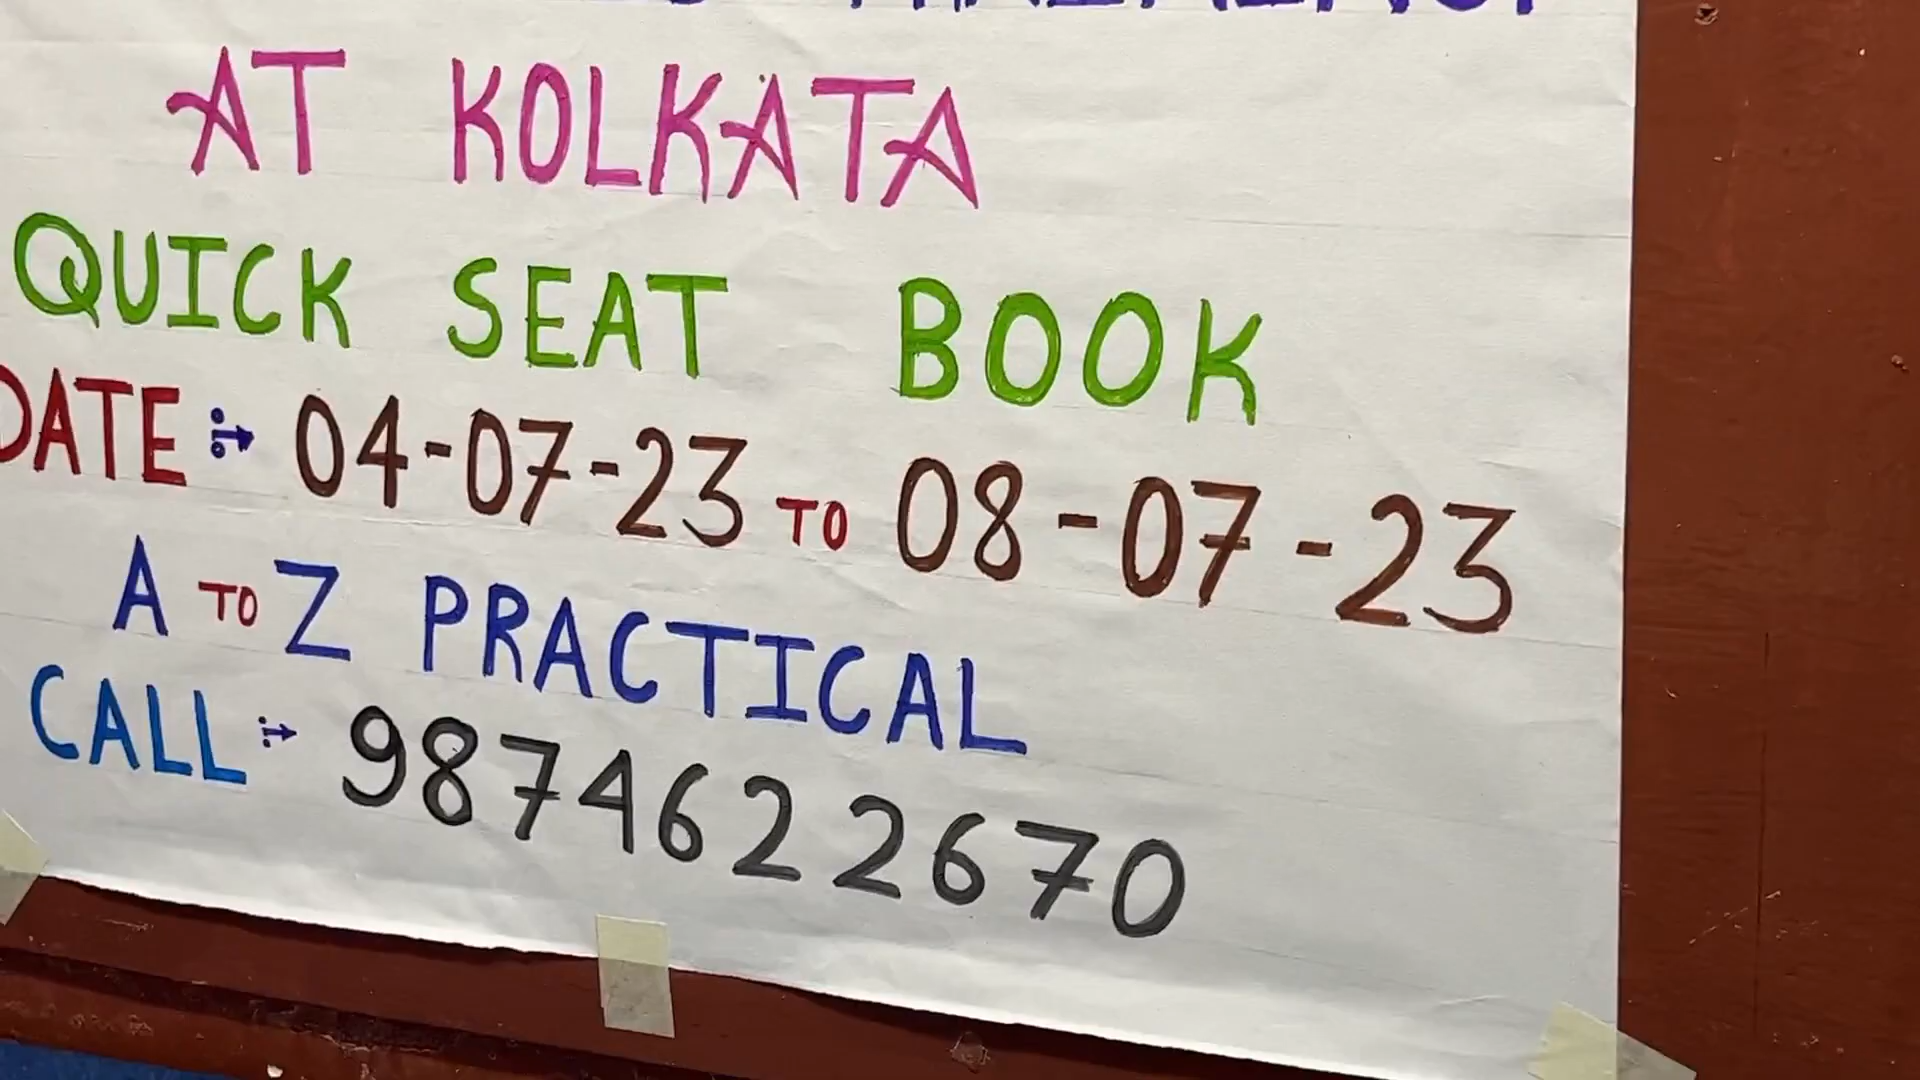 AT KOLKATA
QUICK SEAT BOOK
DATE :→ 04-07-23 TO 08-07-23
A TO Z PRACTICAL
CALL :→ 9874622670